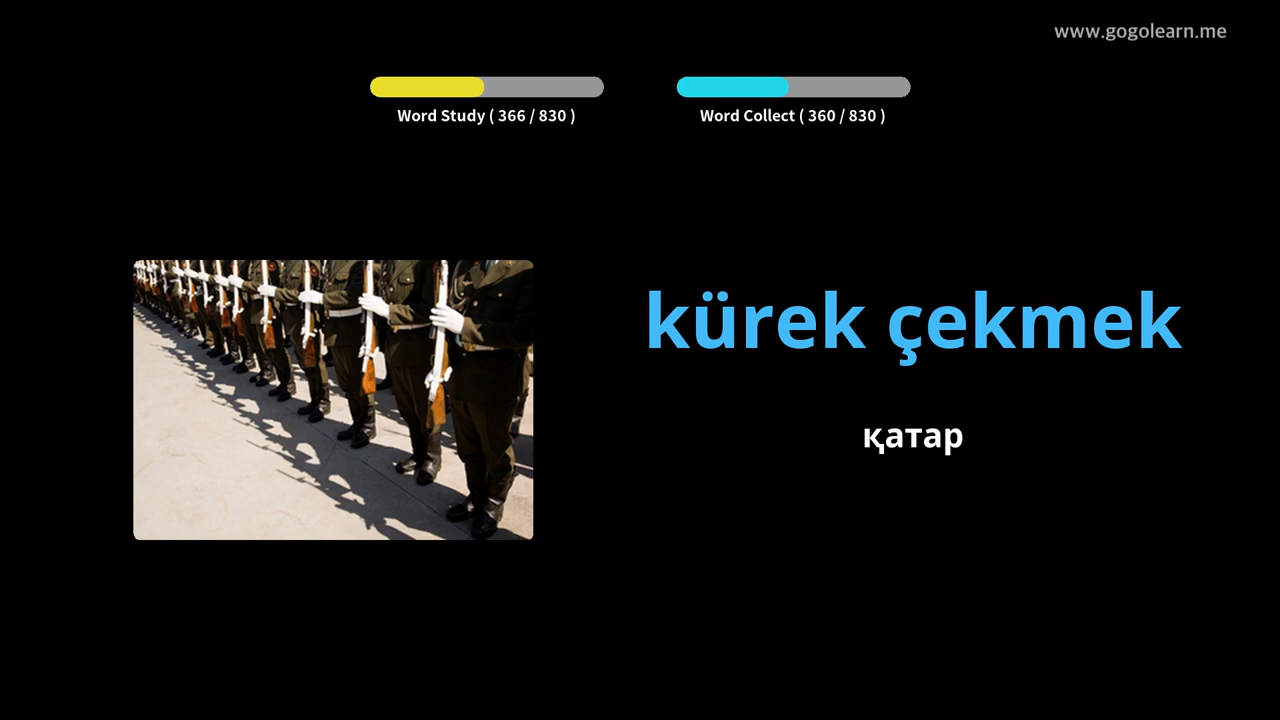 www.gogolearn.me
Word Study ( 366 / 830 )
Word Collect ( 360 / 830 )
kürek çekmek
қатар